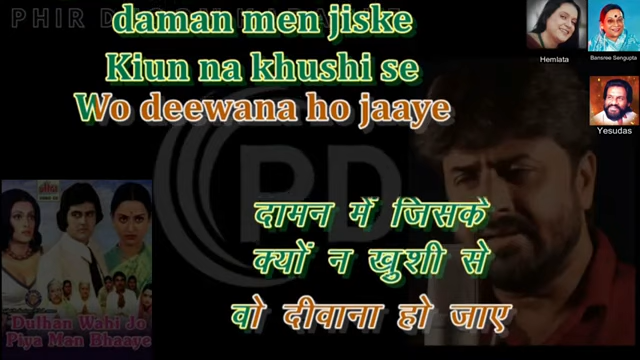 daman men jiske
Kiun na khushi se
Wo deewana ho jaaye
दामन में जिसके
क्यों न खुशी से
वो दीवाना हो जाए
Hemlata
Bansree Sengupta
Yesudas
Dulhan Wahi Jo
Piya Man Bhaaye
PD